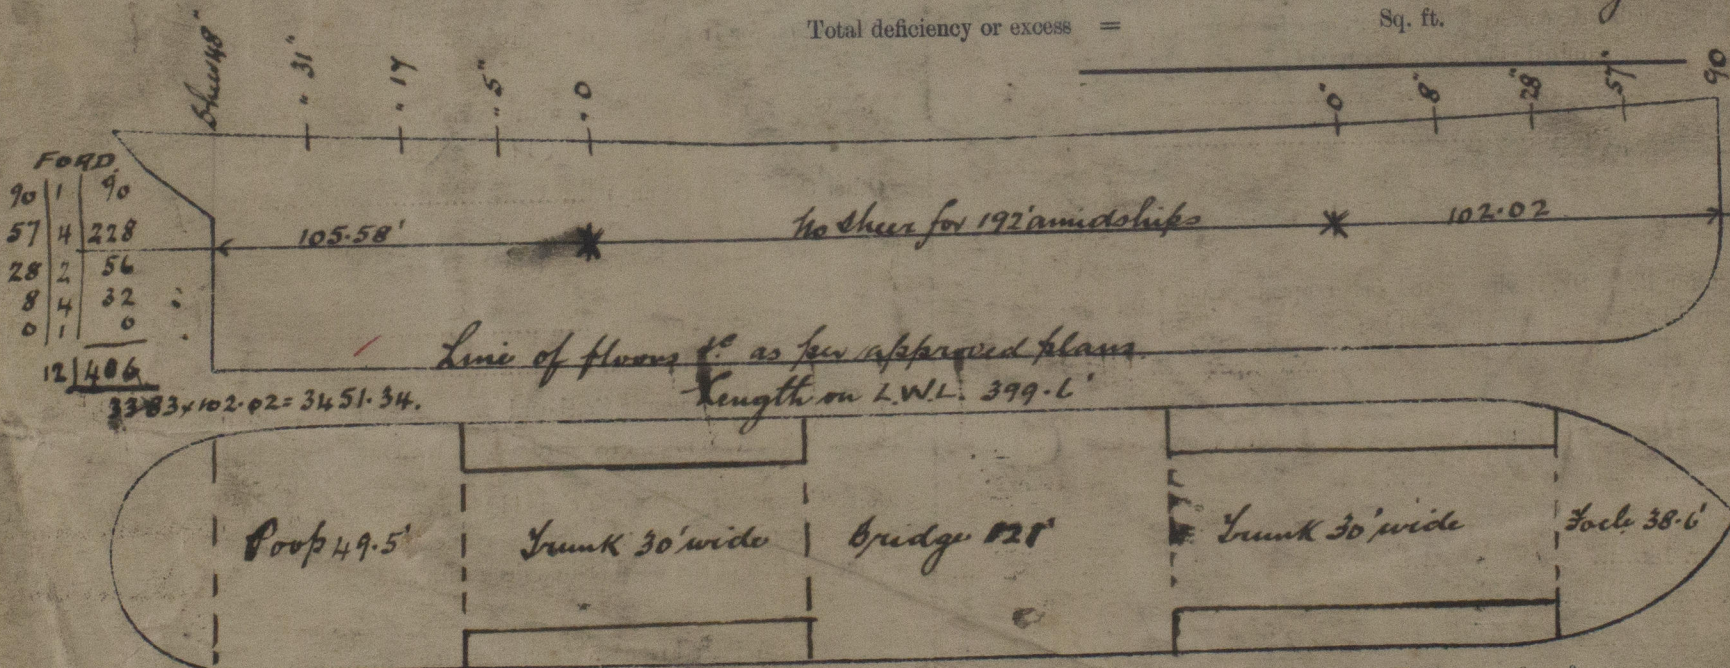 Total deficiency or excess = Sq. ft.
Sheer 48" " 31" " 17 " 5" " 0 0" 8" 28" 57" 90
FORD
90 | 1 | 90
57 | 4 | 228
28 | 2 | 56
8 | 4 | 32
0 | 1 | 0
12 | 406
33.83 x 102.02 = 3451.34.
105.58' No sheer for 192' amidships 102.02
Line of floors &c as per approved plans.
Length on L.W.L. 399.6'
Poop 49.5' Trunk 30' wide Bridge 121' Trunk 30' wide Focle 38.6'